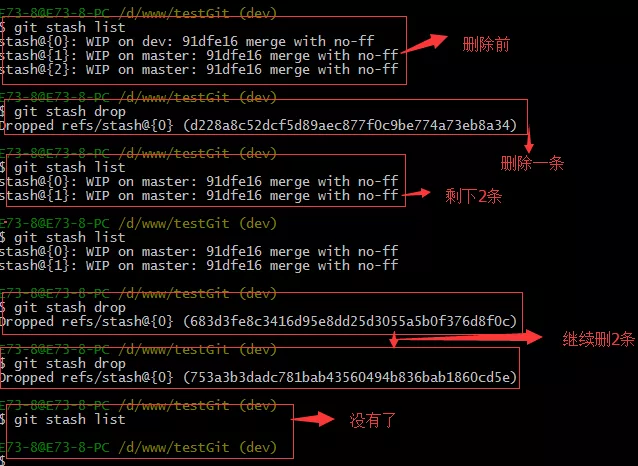 E73-8@E73-8-PC /d/www/testGit (dev)
$ git stash list
stash@{0}: WIP on dev: 91dfe16 merge with no-ff
stash@{1}: WIP on master: 91dfe16 merge with no-ff
stash@{2}: WIP on master: 91dfe16 merge with no-ff
删除前
E73-8@E73-8-PC /d/www/testGit (dev)
$ git stash drop
Dropped refs/stash@{0} (d228a8c52dcf5d89aec877f0c9be774a73eb8a34)
删除一条
E73-8@E73-8-PC /d/www/testGit (dev)
$ git stash list
stash@{0}: WIP on master: 91dfe16 merge with no-ff
stash@{1}: WIP on master: 91dfe16 merge with no-ff
剩下2条
E73-8@E73-8-PC /d/www/testGit (dev)
$ git stash list
stash@{0}: WIP on master: 91dfe16 merge with no-ff
stash@{1}: WIP on master: 91dfe16 merge with no-ff
E73-8@E73-8-PC /d/www/testGit (dev)
$ git stash drop
Dropped refs/stash@{0} (683d3fe8c3416d95e8dd25d3055a5b0f376d8f0c)
继续删2条
E73-8@E73-8-PC /d/www/testGit (dev)
$ git stash drop
Dropped refs/stash@{0} (753a3b3dadc781bab43560494b836bab1860cd5e)
E73-8@E73-8-PC /d/www/testGit (dev)
$ git stash list
没有了
E73-8@E73-8-PC /d/www/testGit (dev)
$